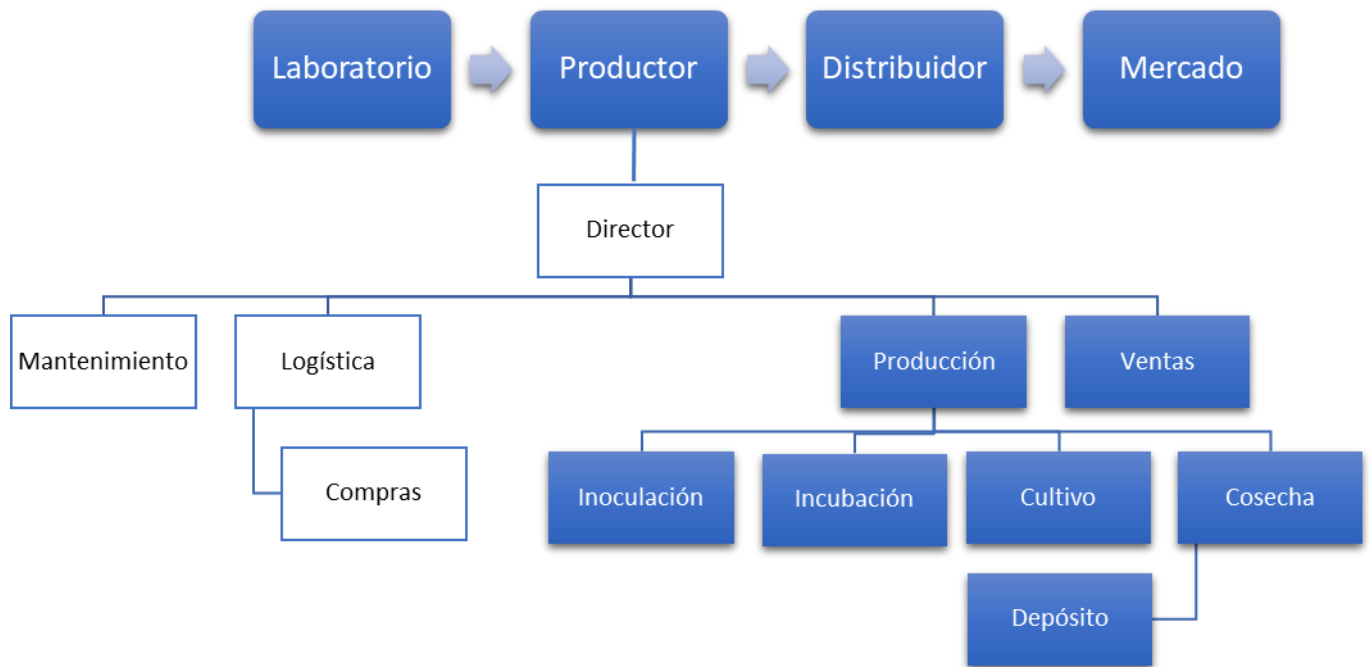 Laboratorio
Productor
Distribuidor
Mercado
Director
Mantenimiento
Logística
Producción
Ventas
Compras
Inoculación
Incubación
Cultivo
Cosecha
Depósito